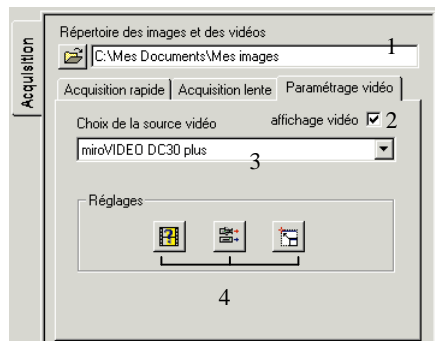 Acquisition
Répertoire des images et des vidéos
C:\Mes Documents\Mes images 1
Acquisition rapide Acquisition lente Paramétrage vidéo
Choix de la source vidéo affichage vidéo 2
miroVIDEO DC30 plus
3
Réglages
4